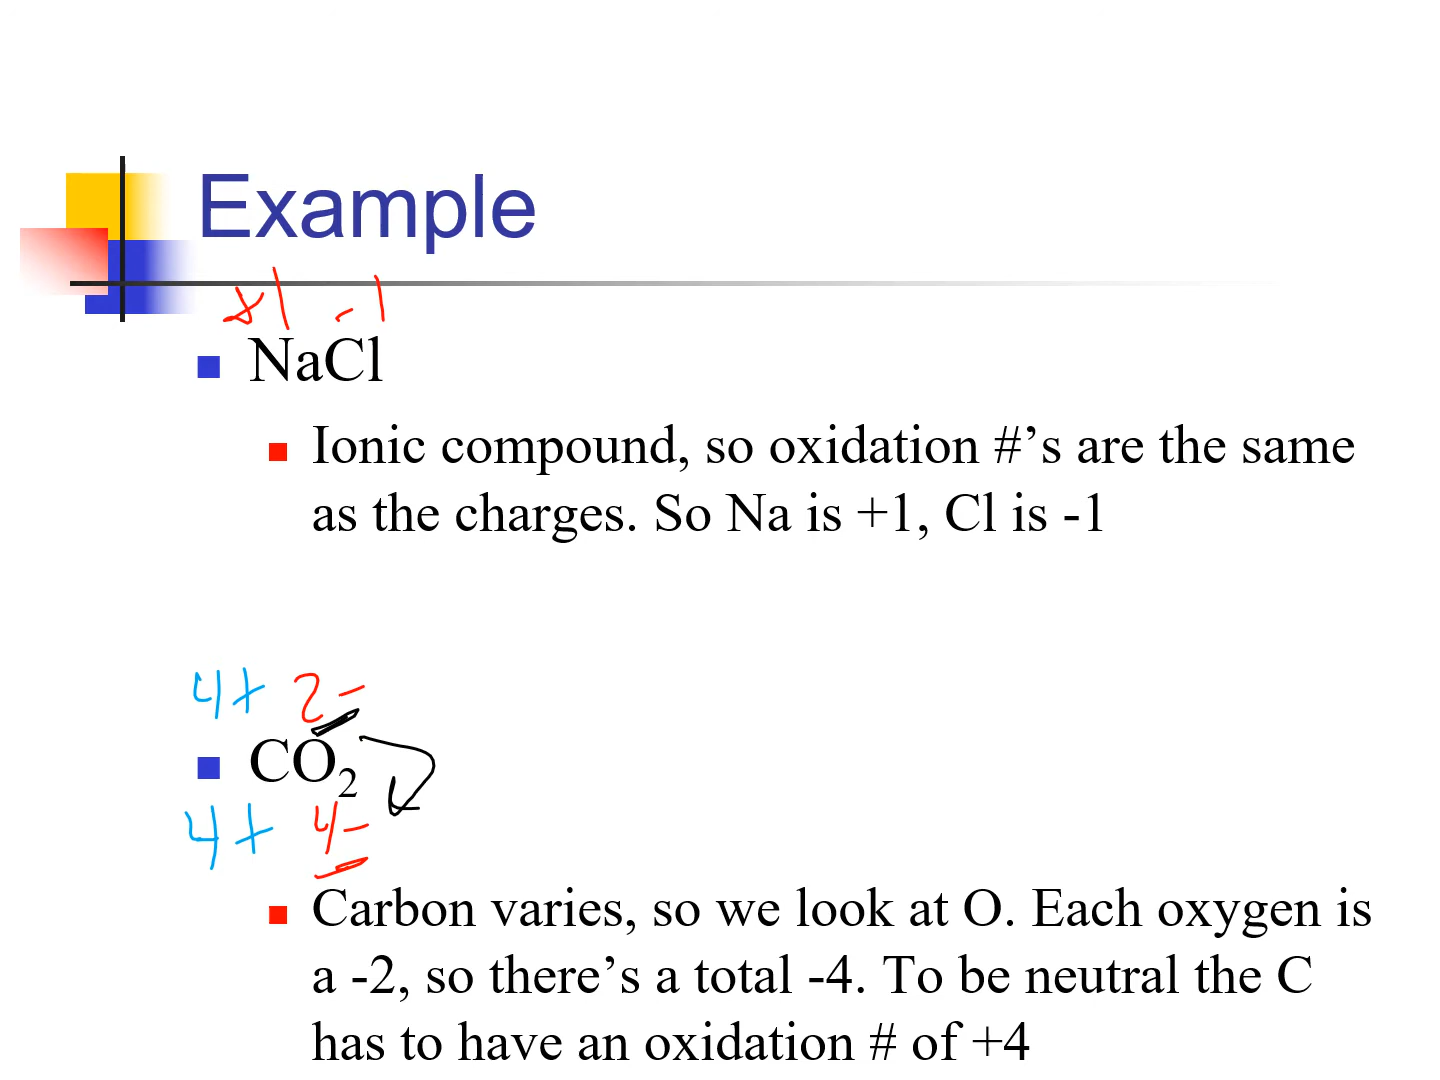 Example
+1 -1
NaCl
Ionic compound, so oxidation #’s are the same
as the charges. So Na is +1, Cl is -1
4+ 2-
CO₂
4+ 4-
Carbon varies, so we look at O. Each oxygen is
a -2, so there’s a total -4. To be neutral the C
has to have an oxidation # of +4